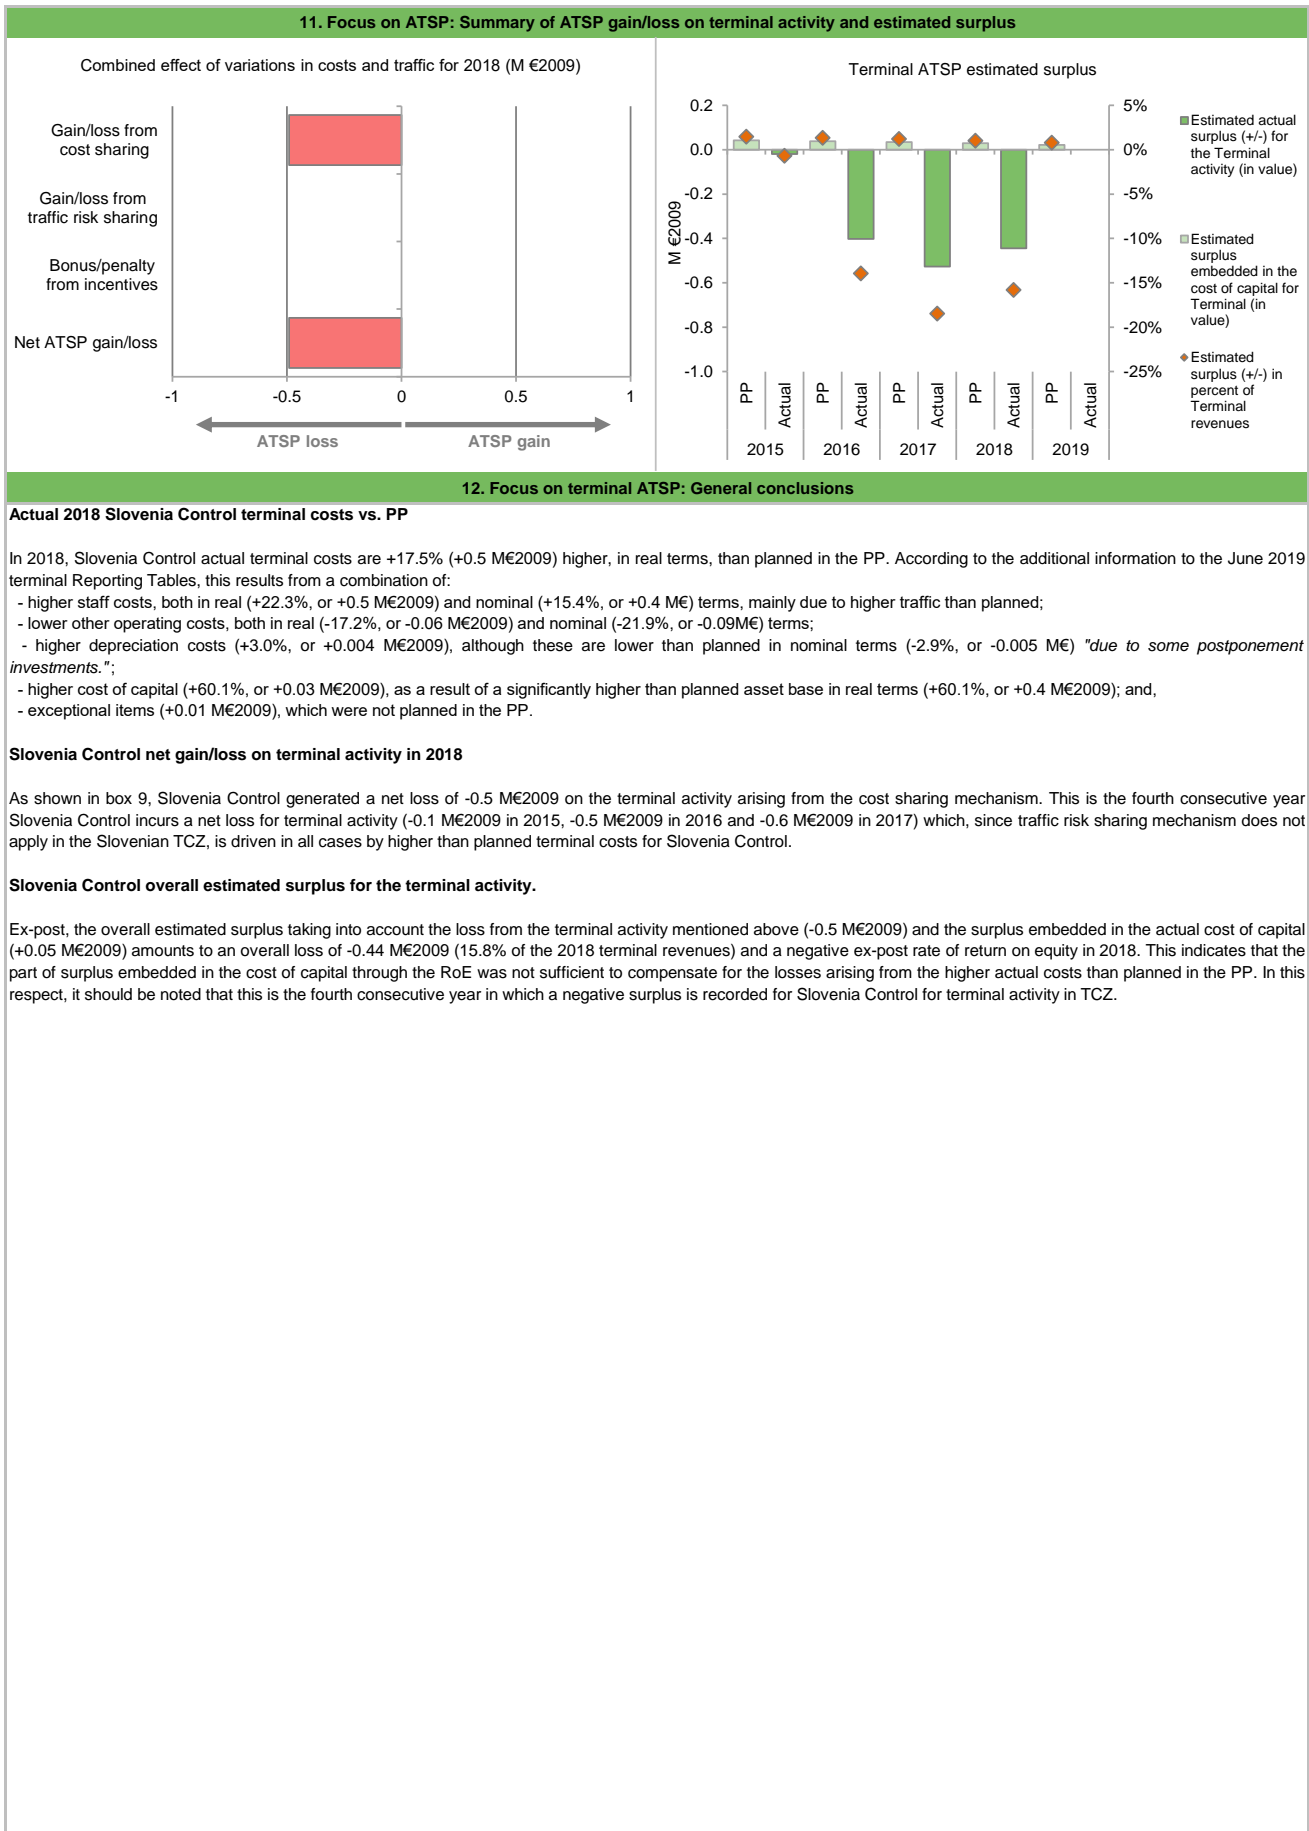 11. Focus on ATSP: Summary of ATSP gain/loss on terminal activity and estimated surplus
Combined effect of variations in costs and traffic for 2018 (M €2009)
Gain/loss from
cost sharing
Gain/loss from
traffic risk sharing
Bonus/penalty
from incentives
Net ATSP gain/loss
-1
-0.5
0
0.5
1
ATSP loss
ATSP gain
Terminal ATSP estimated surplus
M €2009
0.2
0.0
-0.2
-0.4
-0.6
-0.8
-1.0
5%
0%
-5%
-10%
-15%
-20%
-25%
PP
Actual
PP
Actual
PP
Actual
PP
Actual
PP
Actual
2015
2016
2017
2018
2019
Estimated actual
surplus (+/-) for
the Terminal
activity (in value)
Estimated
surplus
embedded in the
cost of capital for
Terminal (in
value)
Estimated
surplus (+/-) in
percent of
Terminal
revenues
12. Focus on terminal ATSP: General conclusions
Actual 2018 Slovenia Control terminal costs vs. PP
In 2018, Slovenia Control actual terminal costs are +17.5% (+0.5 M€2009) higher, in real terms, than planned in the PP. According to the additional information to the June 2019
terminal Reporting Tables, this results from a combination of:
- higher staff costs, both in real (+22.3%, or +0.5 M€2009) and nominal (+15.4%, or +0.4 M€) terms, mainly due to higher traffic than planned;
- lower other operating costs, both in real (-17.2%, or -0.06 M€2009) and nominal (-21.9%, or -0.09M€) terms;
- higher depreciation costs (+3.0%, or +0.004 M€2009), although these are lower than planned in nominal terms (-2.9%, or -0.005 M€) "due to some postponement
investments.";
- higher cost of capital (+60.1%, or +0.03 M€2009), as a result of a significantly higher than planned asset base in real terms (+60.1%, or +0.4 M€2009); and,
- exceptional items (+0.01 M€2009), which were not planned in the PP.
Slovenia Control net gain/loss on terminal activity in 2018
As shown in box 9, Slovenia Control generated a net loss of -0.5 M€2009 on the terminal activity arising from the cost sharing mechanism. This is the fourth consecutive year
Slovenia Control incurs a net loss for terminal activity (-0.1 M€2009 in 2015, -0.5 M€2009 in 2016 and -0.6 M€2009 in 2017) which, since traffic risk sharing mechanism does not
apply in the Slovenian TCZ, is driven in all cases by higher than planned terminal costs for Slovenia Control.
Slovenia Control overall estimated surplus for the terminal activity.
Ex-post, the overall estimated surplus taking into account the loss from the terminal activity mentioned above (-0.5 M€2009) and the surplus embedded in the actual cost of capital
(+0.05 M€2009) amounts to an overall loss of -0.44 M€2009 (15.8% of the 2018 terminal revenues) and a negative ex-post rate of return on equity in 2018. This indicates that the
part of surplus embedded in the cost of capital through the RoE was not sufficient to compensate for the losses arising from the higher actual costs than planned in the PP. In this
respect, it should be noted that this is the fourth consecutive year in which a negative surplus is recorded for Slovenia Control for terminal activity in TCZ.